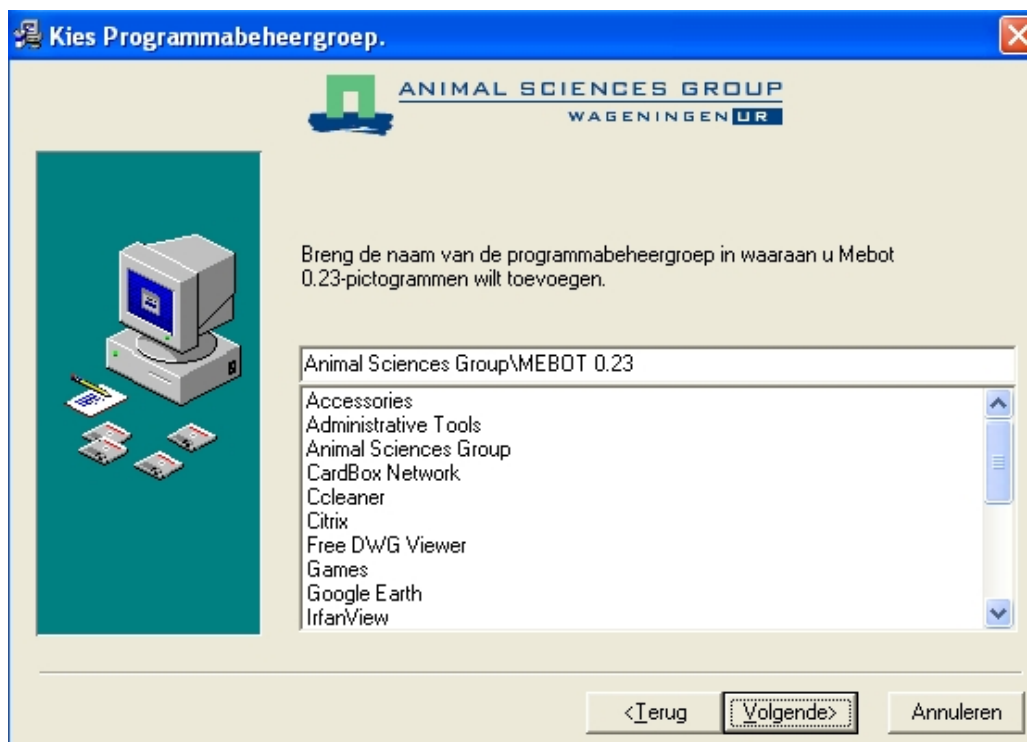 Kies Programmabeheergroep.
ANIMAL SCIENCES GROUP
WAGENINGEN UR
Breng de naam van de programmabeheergroep in waaraan u Mebot
0.23-pictogrammen wilt toevoegen.
Animal Sciences Group\MEBOT 0.23
Accessories
Administrative Tools
Animal Sciences Group
CardBox Network
Ccleaner
Citrix
Free DWG Viewer
Games
Google Earth
IrfanView
<Terug
Volgende>
Annuleren